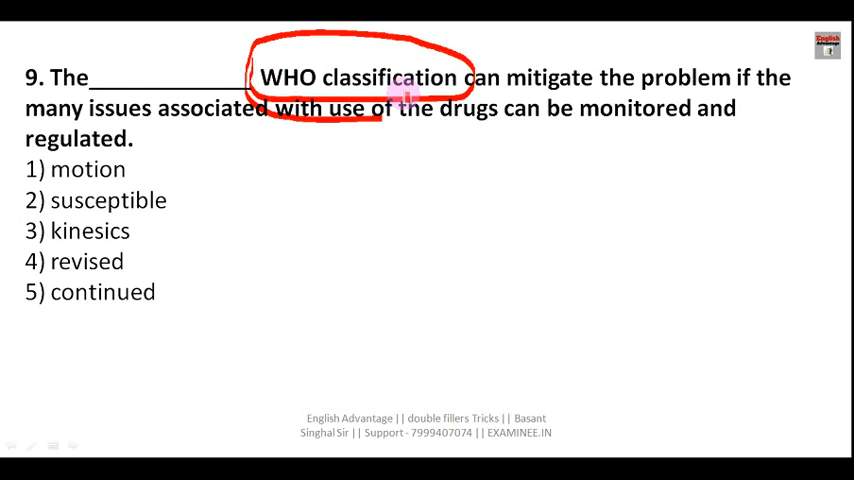 English
Advantage
9. The_____________ WHO classification can mitigate the problem if the
many issues associated with use of the drugs can be monitored and
regulated.
1) motion
2) susceptible
3) kinesics
4) revised
5) continued
English Advantage || double fillers Tricks || Basant
Singhal Sir || Support - 7999407074 || EXAMINEE.IN